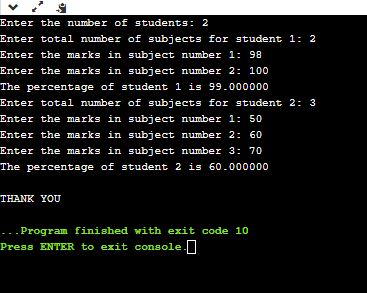 Enter the number of students: 2
Enter total number of subjects for student 1: 2
Enter the marks in subject number 1: 98
Enter the marks in subject number 2: 100
The percentage of student 1 is 99.000000
Enter total number of subjects for student 2: 3
Enter the marks in subject number 1: 50
Enter the marks in subject number 2: 60
Enter the marks in subject number 3: 70
The percentage of student 2 is 60.000000
THANK YOU
...Program finished with exit code 10
Press ENTER to exit console.